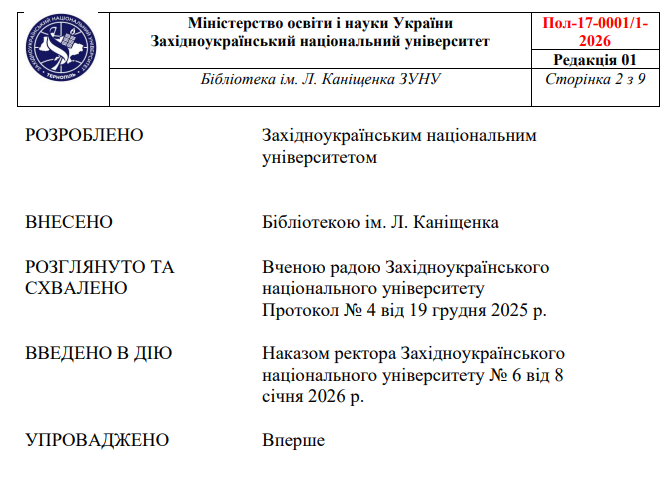 ЗАХІДНОУКРАЇНСЬКИЙ НАЦІОНАЛЬНИЙ УНІВЕРСИТЕТ
ТЕРНОПІЛЬ
Міністерство освіти і науки України
Західноукраїнський національний університет
Пол-17-0001/1-
2026
Редакція 01
Бібліотека ім. Л. Каніщенка ЗУНУ
Сторінка 2 з 9
РОЗРОБЛЕНО
Західноукраїнським національним
університетом
ВНЕСЕНО
Бібліотекою ім. Л. Каніщенка
РОЗГЛЯНУТО ТА
СХВАЛЕНО
Вченою радою Західноукраїнського
національного університету
Протокол № 4 від 19 грудня 2025 р.
ВВЕДЕНО В ДІЮ
Наказом ректора Західноукраїнського
національного університету № 6 від 8
січня 2026 р.
УПРОВАДЖЕНО
Вперше